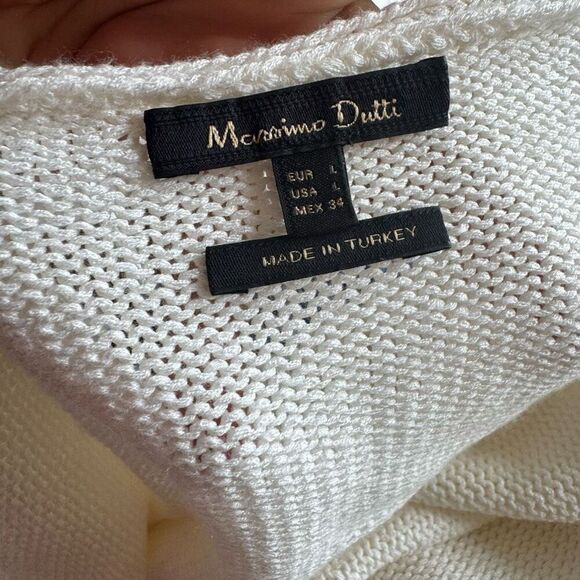 Massimo Dutti
EUR L
USA L
MEX 34
MADE IN TURKEY